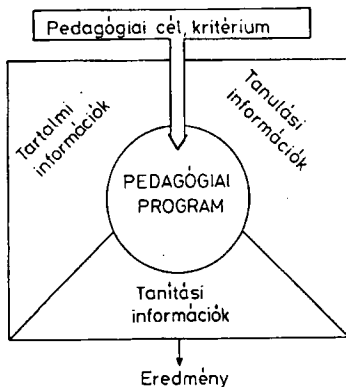 Pedagógiai cél, kritérium
Tartalmi
információk
Tanulási
információk
PEDAGÓGIAI
PROGRAM
Tanítási
információk
Eredmény